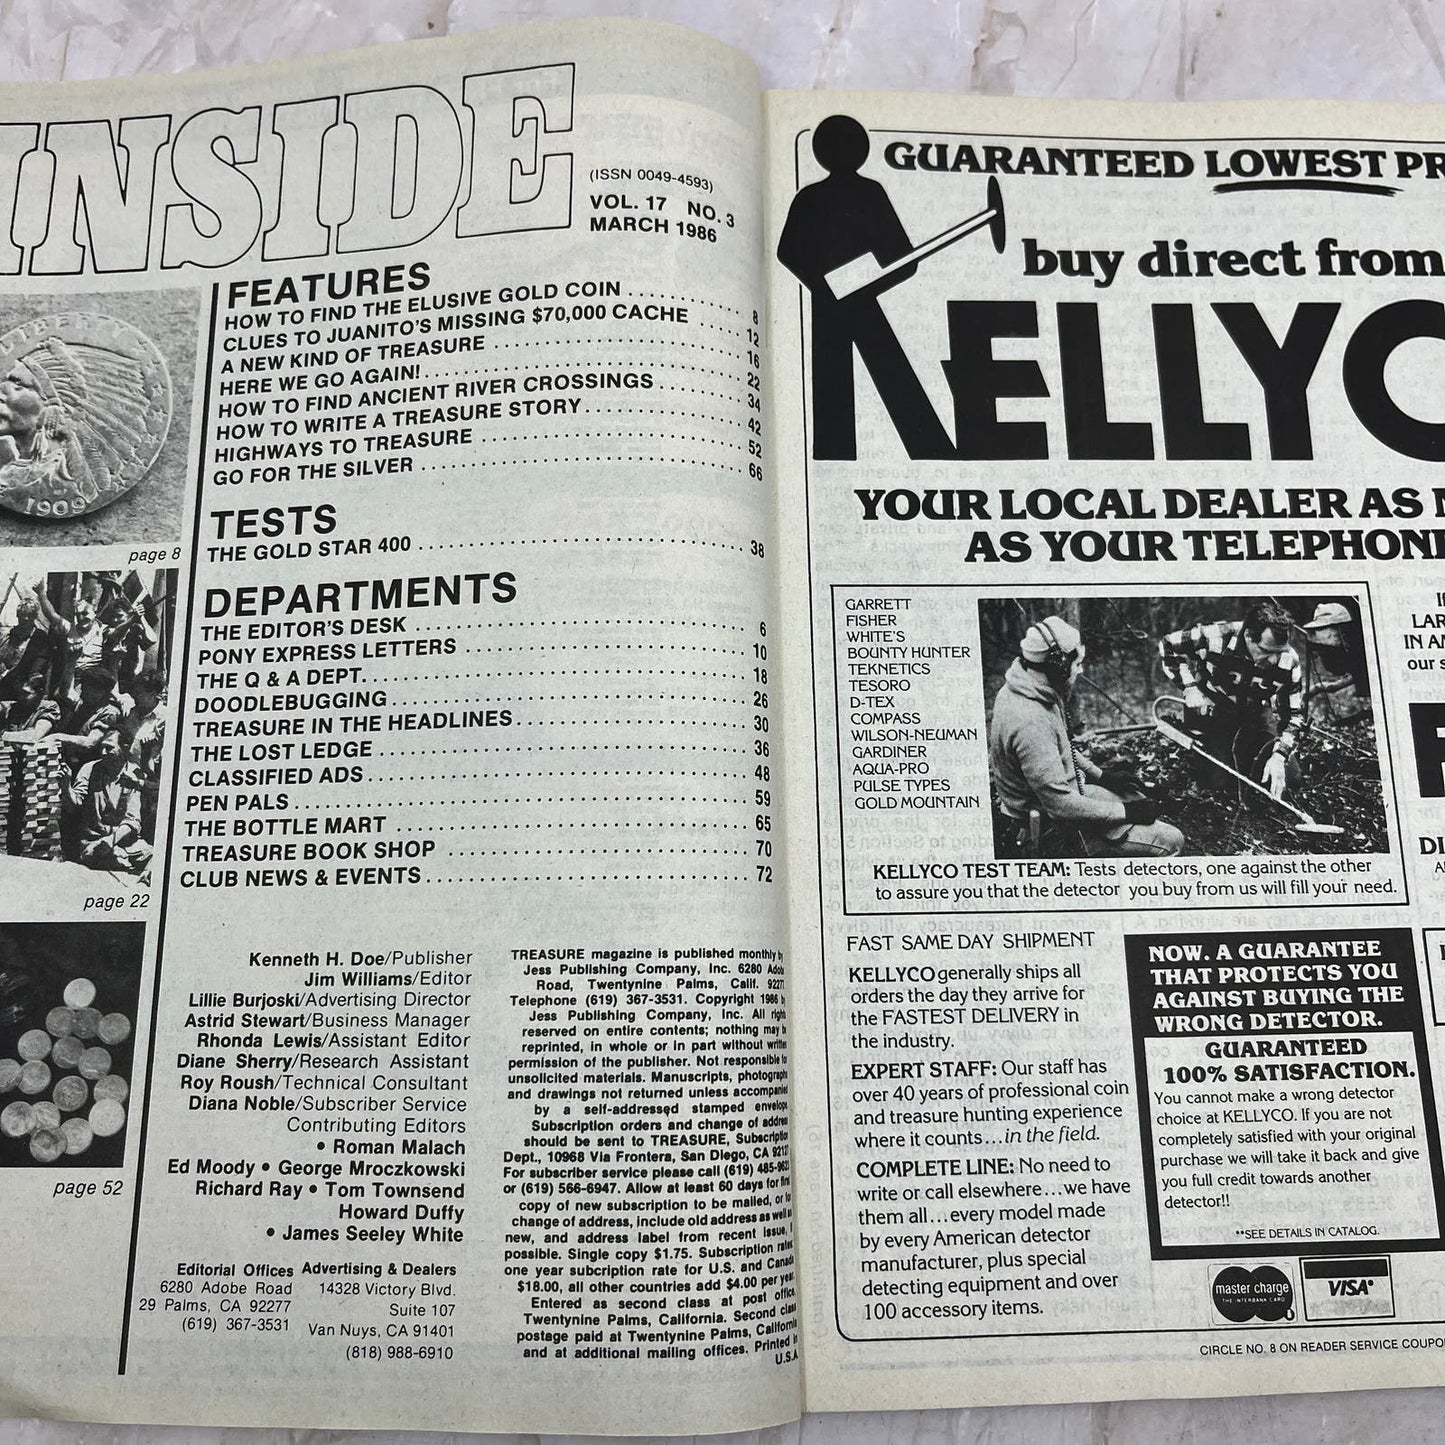 INSIDE
(ISSN 0049-4593)
VOL. 17 NO. 3
MARCH 1986
LIBERTY
1909
page 8
page 22
page 52
FEATURES
HOW TO FIND THE ELUSIVE GOLD COIN . . . . . . . . . . 8
CLUES TO JUANITO'S MISSING $70,000 CACHE . . . . . 12
A NEW KIND OF TREASURE . . . . . . . . . . 16
HERE WE GO AGAIN! . . . . . . . . . . 22
HOW TO FIND ANCIENT RIVER CROSSINGS . . . . . . . . . . 34
HOW TO WRITE A TREASURE STORY . . . . . . . . . . 42
HIGHWAYS TO TREASURE . . . . . . . . . . 52
GO FOR THE SILVER . . . . . . . . . . 66
TESTS
THE GOLD STAR 400 . . . . . . . . . . 38
DEPARTMENTS
THE EDITOR'S DESK . . . . . . . . . . 6
PONY EXPRESS LETTERS . . . . . . . . . . 10
THE Q & A DEPT. . . . . . . . . . . 18
DOODLEBUGGING . . . . . . . . . . 26
TREASURE IN THE HEADLINES . . . . . . . . . . 30
THE LOST LEDGE . . . . . . . . . . 36
CLASSIFIED ADS . . . . . . . . . . 48
PEN PALS . . . . . . . . . . 59
THE BOTTLE MART . . . . . . . . . . 65
TREASURE BOOK SHOP . . . . . . . . . . 70
CLUB NEWS & EVENTS . . . . . . . . . . 72
Kenneth H. Doe/Publisher
Jim Williams/Editor
Lillie Burjoski/Advertising Director
Astrid Stewart/Business Manager
Rhonda Lewis/Assistant Editor
Diane Sherry/Research Assistant
Roy Roush/Technical Consultant
Diana Noble/Subscriber Service
Contributing Editors
• Roman Malach
Ed Moody • George Mroczkowski
Richard Ray • Tom Townsend
Howard Duffy
• James Seeley White
Editorial Offices
6280 Adobe Road
29 Palms, CA 92277
(619) 367-3531
Advertising & Dealers
14328 Victory Blvd.
Suite 107
Van Nuys, CA 91401
(818) 988-6910
TREASURE magazine is published monthly by
Jess Publishing Company, Inc. 6280 Adobe
Road, Twentynine Palms, Calif. 92277.
Telephone (619) 367-3531. Copyright 1986 by
Jess Publishing Company, Inc. All rights
reserved on entire contents; nothing may be
reprinted, in whole or in part without written
permission of the publisher. Not responsible for
unsolicited materials. Manuscripts, photographs
and drawings not returned unless accompanied
by a self-addressed stamped envelope.
Subscription orders and change of address
should be sent to TREASURE, Subscription
Dept., 10968 Via Frontera, San Diego, CA 92127
For subscriber service please call (619) 485-9623
or (619) 566-6947. Allow at least 60 days for first
copy of new subscription to be mailed, or for
change of address, include old address as well as
new, and address label from recent issue, if
possible. Single copy $1.75. Subscription rates
one year subcription rate for U.S. and Canada
$18.00, all other countries add $4.00 per year.
Entered as second class at post office,
Twentynine Palms, California. Second class
postage paid at Twentynine Palms, California
and at additional mailing offices. Printed in
U.S.A.
GUARANTEED LOWEST PR
buy direct from
KELLYC
YOUR LOCAL DEALER AS N
AS YOUR TELEPHONE
GARRETT
FISHER
WHITE'S
BOUNTY HUNTER
TEKNETICS
TESORO
D-TEX
COMPASS
WILSON-NEUMAN
GARDINER
AQUA-PRO
PULSE TYPES
GOLD MOUNTAIN
KELLYCO TEST TEAM: Tests detectors, one against the other
to assure you that the detector you buy from us will fill your need.
If
LAR
IN A
our s
DI
FAST SAME DAY SHIPMENT
KELLYCO generally ships all
orders the day they arrive for
the FASTEST DELIVERY in
the industry.
EXPERT STAFF: Our staff has
over 40 years of professional coin
and treasure hunting experience
where it counts...in the field.
COMPLETE LINE: No need to
write or call elsewhere...we have
them all...every model made
by every American detector
manufacturer, plus special
detecting equipment and over
100 accessory items.
NOW. A GUARANTEE
THAT PROTECTS YOU
AGAINST BUYING THE
WRONG DETECTOR.
GUARANTEED
100% SATISFACTION.
You cannot make a wrong detector
choice at KELLYCO. If you are not
completely satisfied with your original
purchase we will take it back and give
you full credit towards another
detector!!
**SEE DETAILS IN CATALOG.
master charge
THE INTERBANK CARD
VISA
CIRCLE NO. 8 ON READER SERVICE COUPO